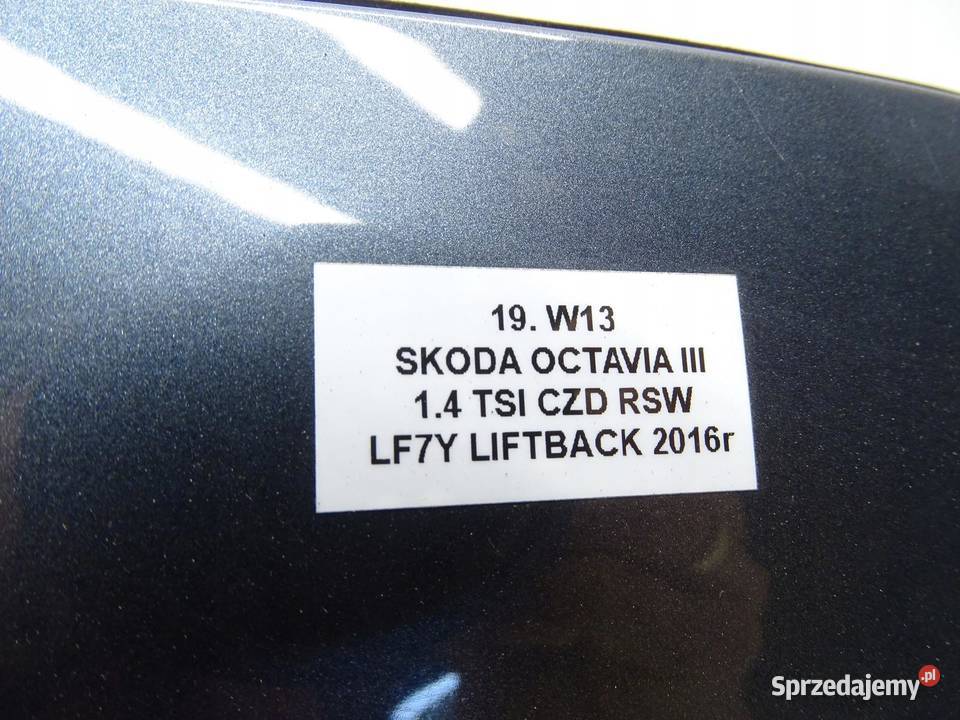 19. W13
SKODA OCTAVIA III
1.4 TSI CZD RSW
LF7Y LIFTBACK 2016r
Sprzedajemy.pl